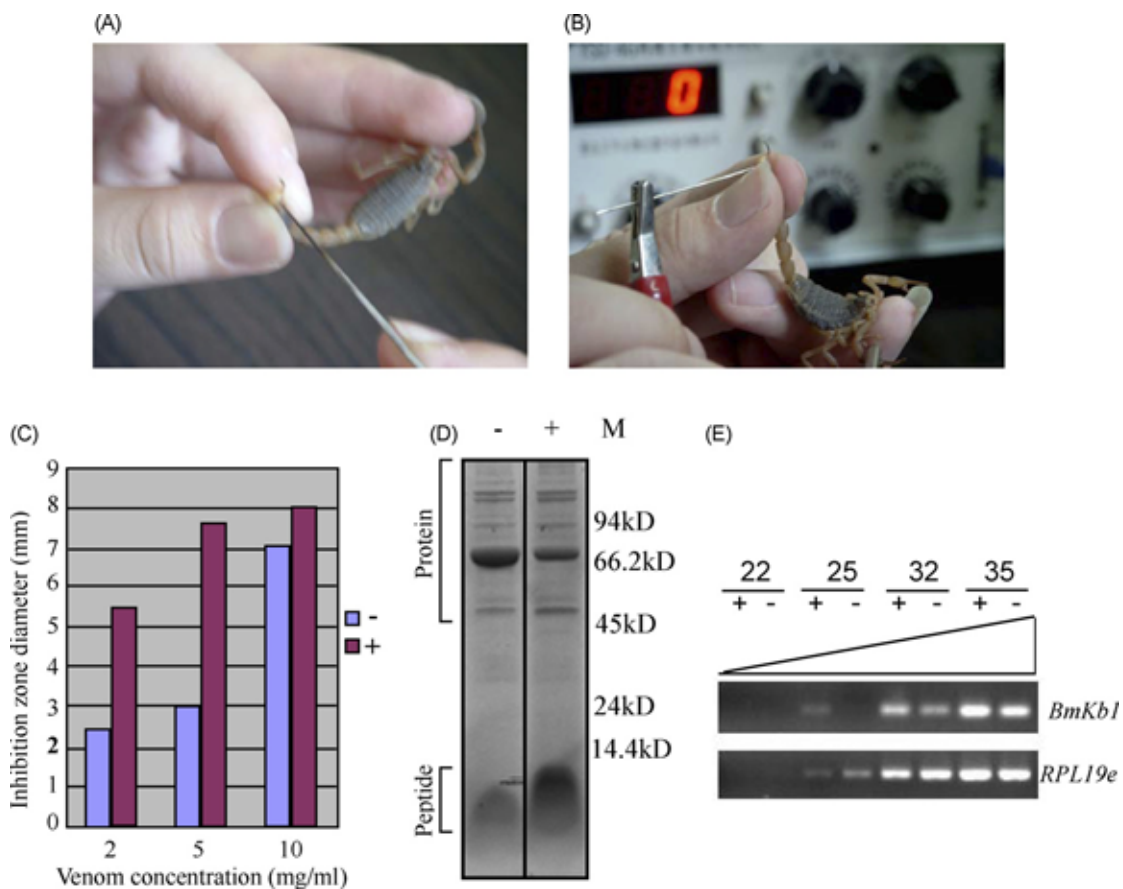 (A)
(B)
0
(C)
9
8
7
6
5
4
3
2
1
0
Inhibition zone diameter (mm)
2 5 10
Venom concentration (mg/ml)
-
+
(D)
- + M
Protein
Peptide
94kD
66.2kD
45kD
24kD
14.4kD
(E)
22 25 32 35
+ - + - + - + -
BmKb1
RPL19e